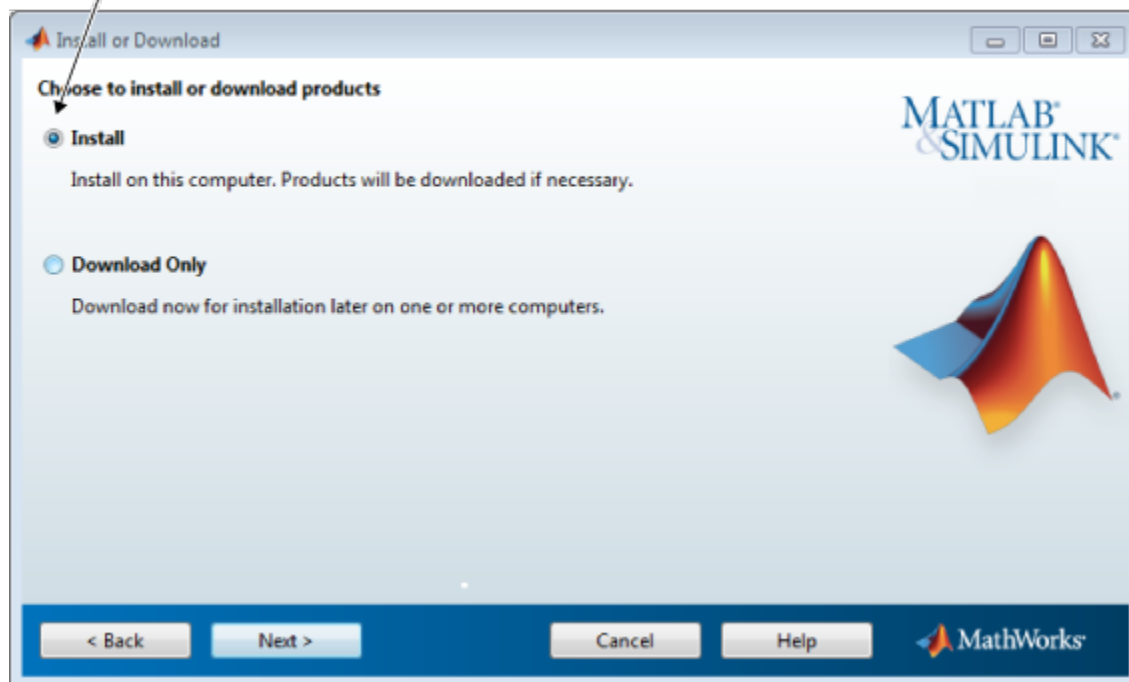 Install or Download
Choose to install or download products
Install
Install on this computer. Products will be downloaded if necessary.
Download Only
Download now for installation later on one or more computers.
MATLAB®
&SIMULINK®
®
< Back
Next >
Cancel
Help
MathWorks®